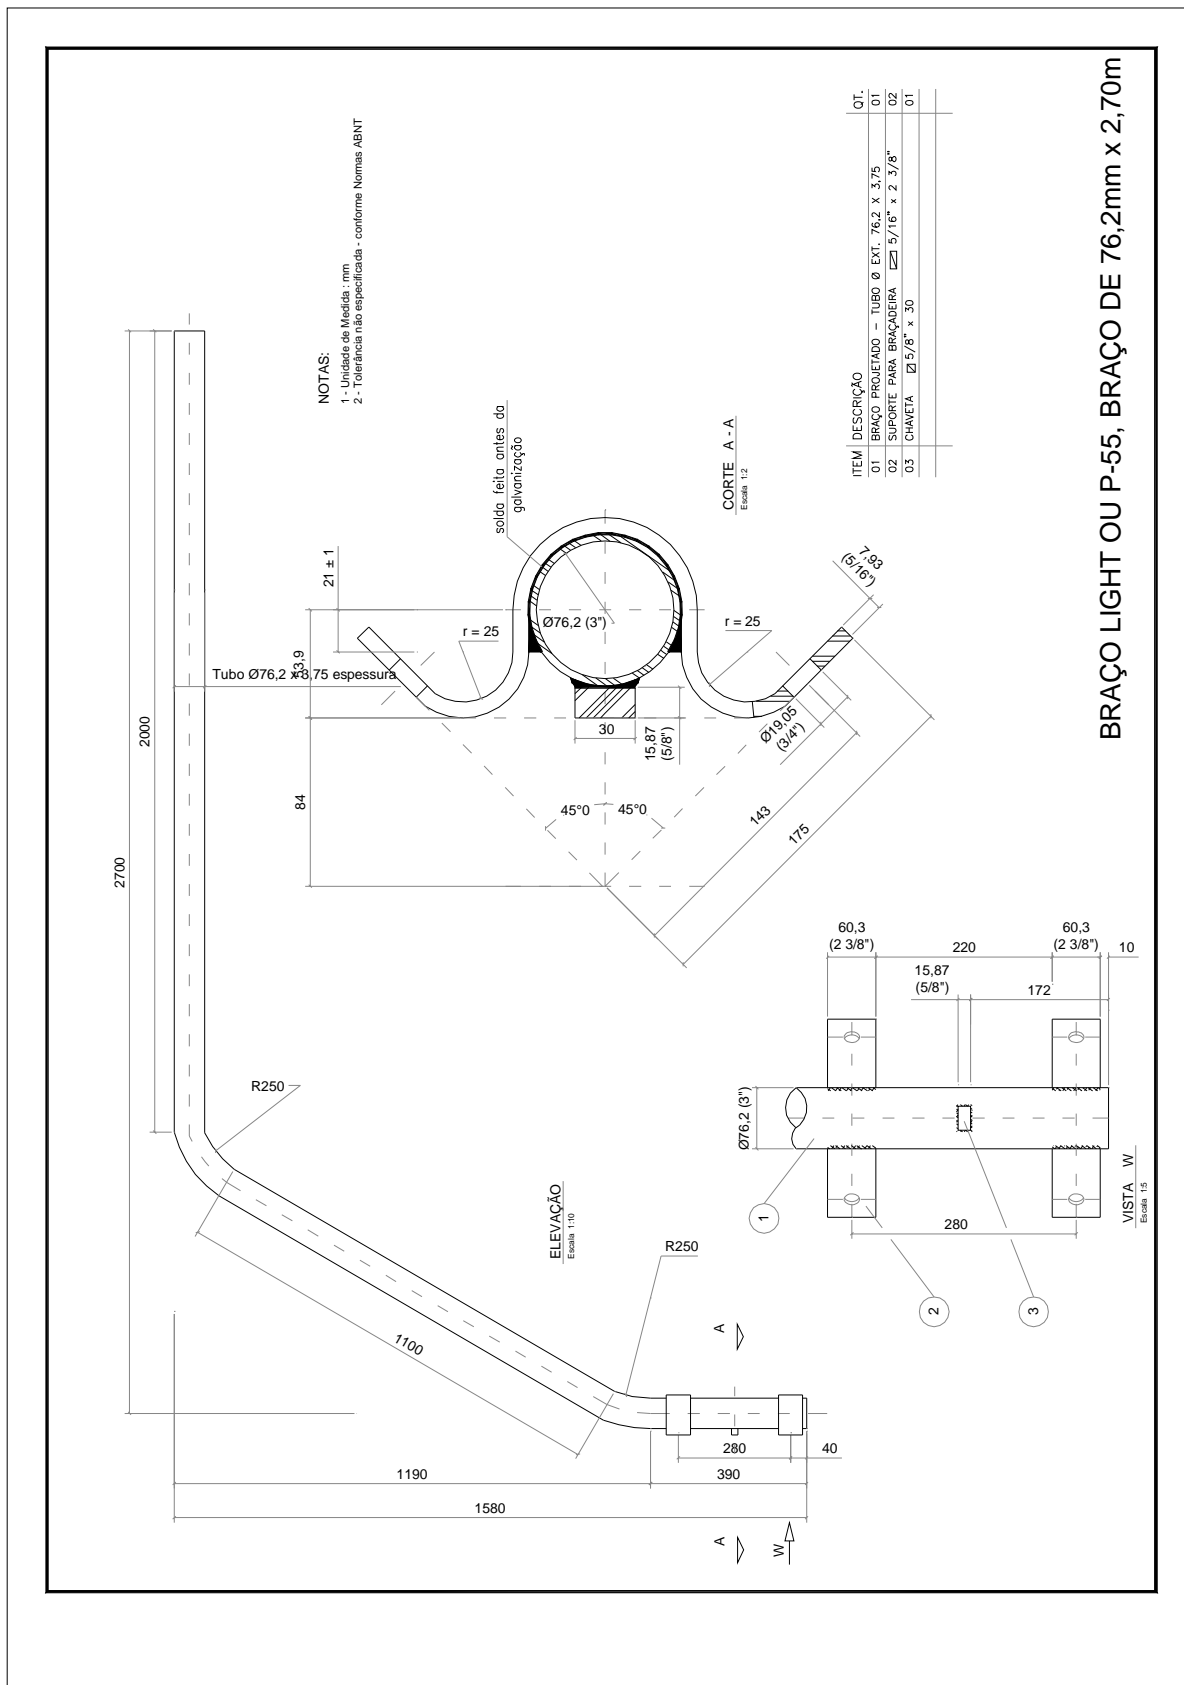 BRAÇO LIGHT OU P-55, BRAÇO DE 76,2mm x 2,70m
NOTAS:
1 - Unidade de Medida : mm
2 - Tolerância não especificada - conforme Normas ABNT
ITEM DESCRIÇÃO QT.
01 BRAÇO PROJETADO - TUBO Ø EXT. 76,2 X 3,75 01
02 SUPORTE PARA BRAÇADEIRA 5/16" x 2 3/8" 02
03 CHAVETA 5/8" x 30 01
2700
2000
Tubo Ø76,2 x 3,75 espessura
R250
1100
R250
280
40
1190
390
1580
ELEVAÇÃO
Escala 1:10
A
A
W
solda feita antes da
galvanização
21 ± 1
84
r = 25
r = 25
Ø76,2 (3")
30
15,87
(5/8")
45°0
45°0
7,93
(5/16")
Ø19,05
(3/4")
143
175
CORTE A - A
Escala 1:2
60,3
(2 3/8")
220
60,3
(2 3/8")
10
15,87
(5/8")
172
Ø76,2 (3")
280
1
2
3
VISTA W
Escala 1:5